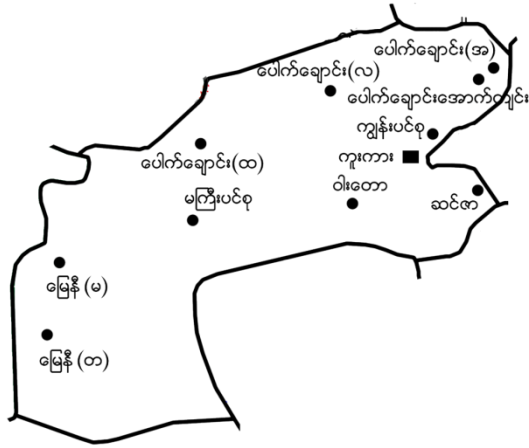 ပေါက်ချောင်း(အ)
ပေါက်ချောင်း(လ)
ပေါက်ချောင်းအောက်တျင်း
ကျွန်းပင်စု
ပေါက်ချောင်း(ထ)
ကူးကား
မကြီးပင်စု
ဝါးတော
ဆင်ဇာ
မြေနီ(မ)
မြေနီ(တ)